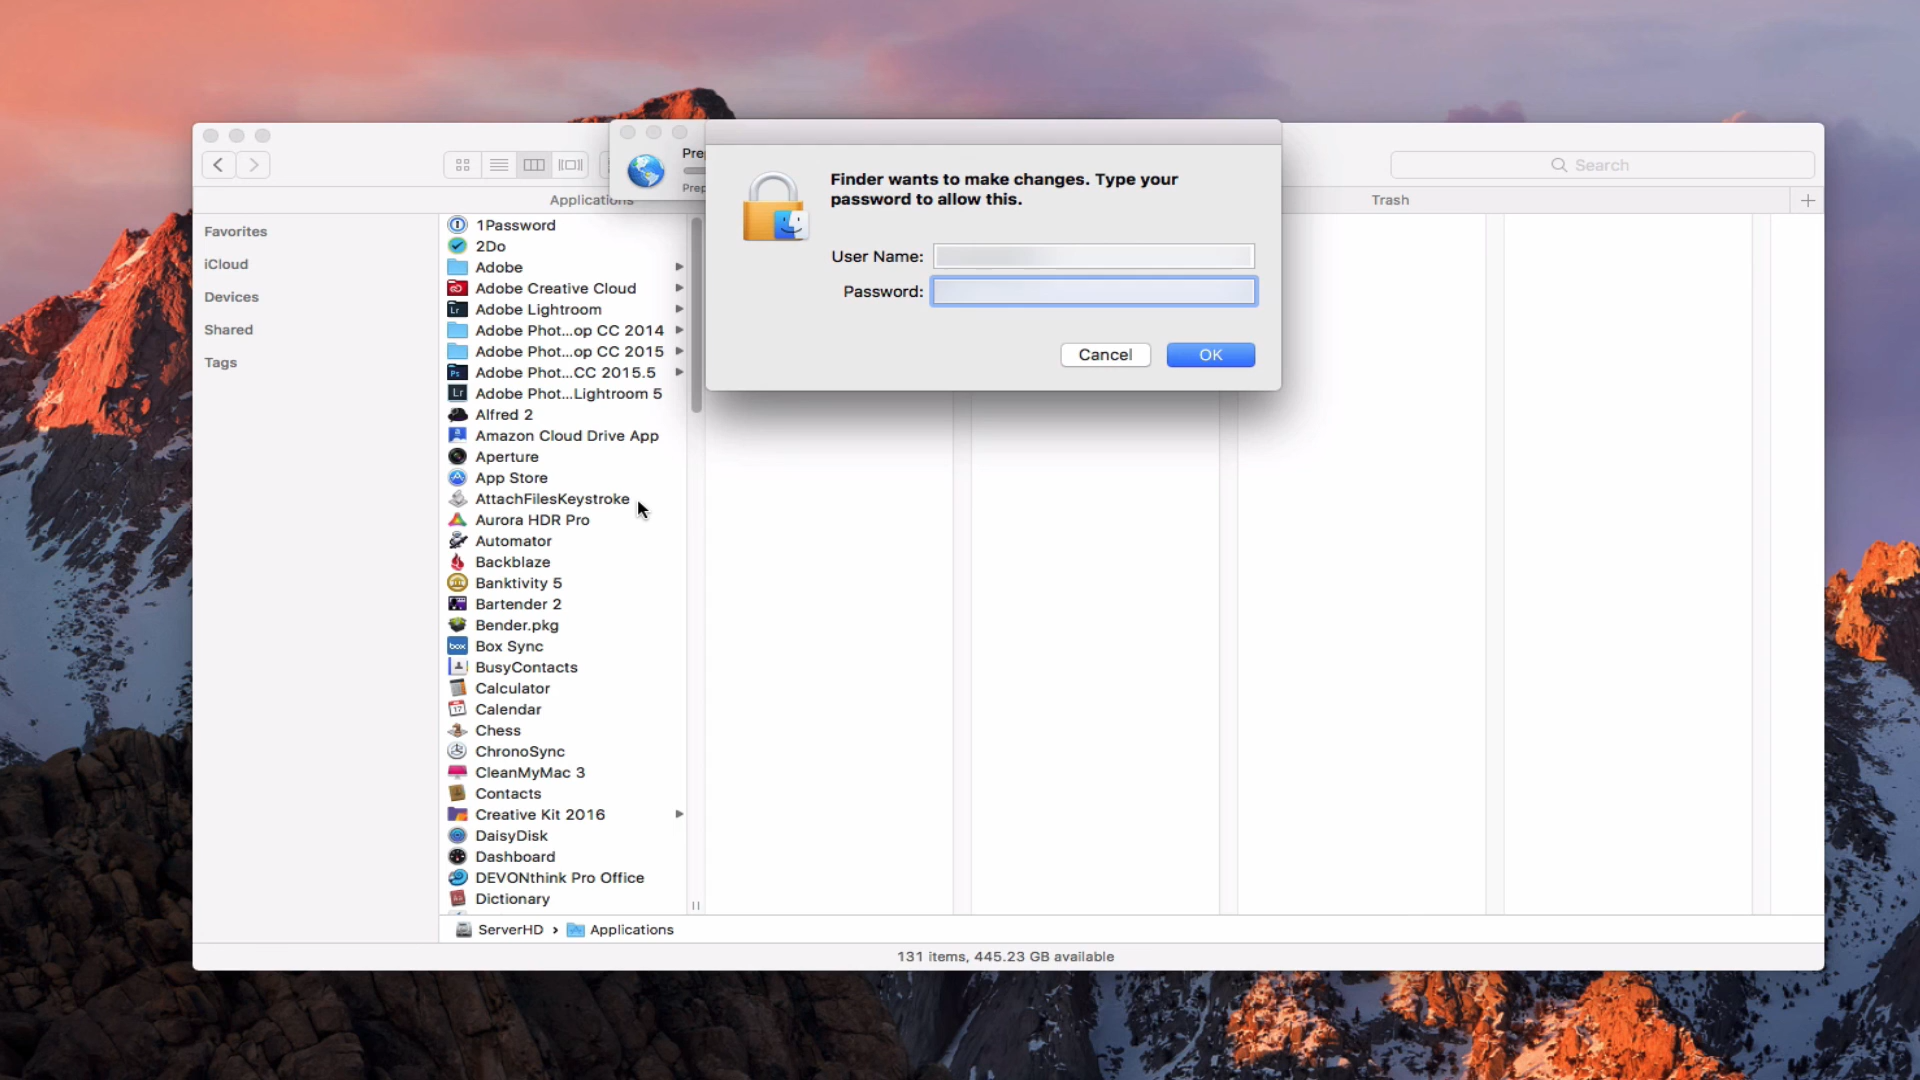 Search
Pre
Prep
Applications
Trash
Finder wants to make changes. Type your
password to allow this.
User Name:
Password:
Cancel
OK
Favorites
iCloud
Devices
Shared
Tags
1Password
2Do
Adobe
Adobe Creative Cloud
Adobe Lightroom
Adobe Phot...op CC 2014
Adobe Phot...op CC 2015
Adobe Phot...CC 2015.5
Adobe Phot...Lightroom 5
Alfred 2
Amazon Cloud Drive App
Aperture
App Store
AttachFilesKeystroke
Aurora HDR Pro
Automator
Backblaze
Banktivity 5
Bartender 2
Bender.pkg
Box Sync
BusyContacts
Calculator
Calendar
Chess
ChronoSync
CleanMyMac 3
Contacts
Creative Kit 2016
DaisyDisk
Dashboard
DEVONthink Pro Office
Dictionary
ServerHD › Applications
131 items, 445.23 GB available